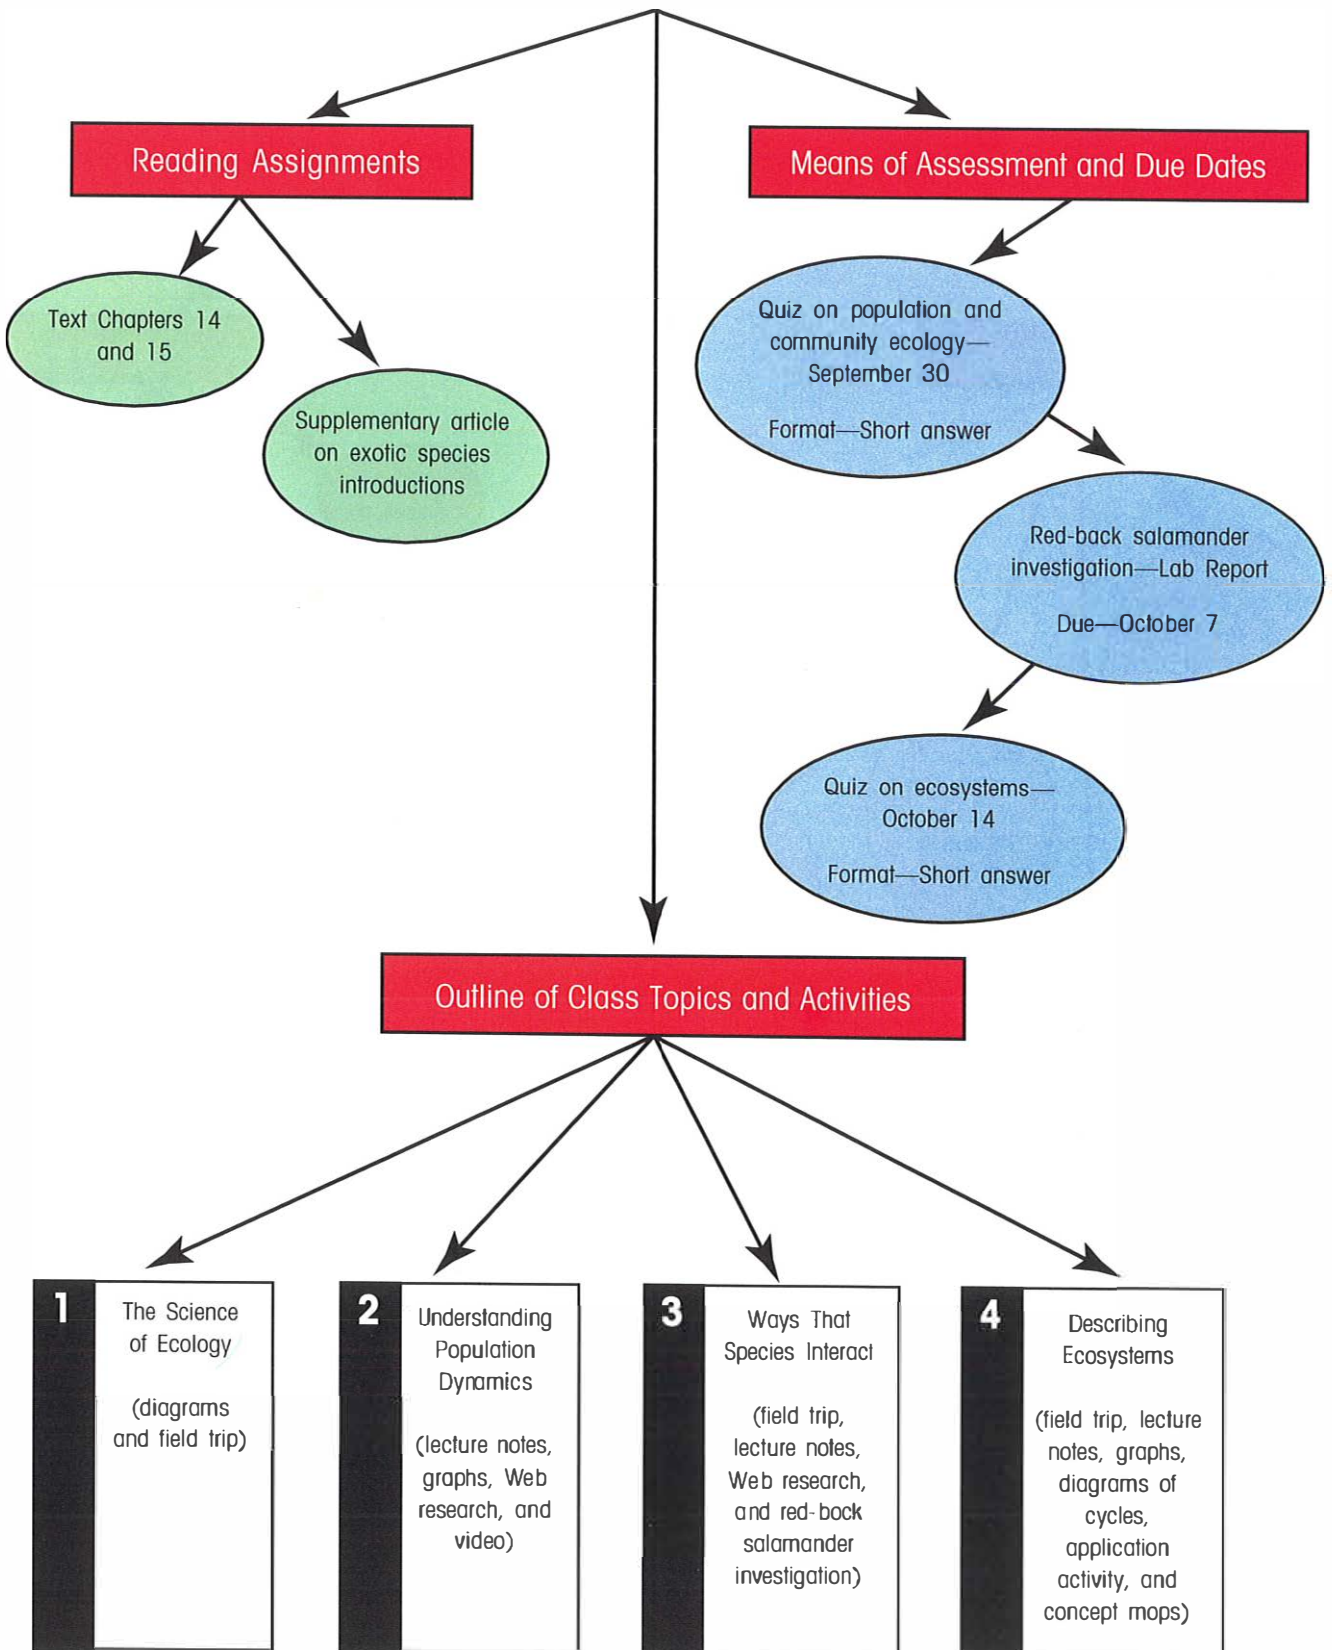 Reading Assignments
Text Chapters 14
and 15
Supplementary article
on exotic species
introductions
Means of Assessment and Due Dates
Quiz on population and
community ecology—
September 30
Format—Short answer
Red-back salamander
investigation—Lab Report
Due—October 7
Quiz on ecosystems—
October 14
Format—Short answer
Outline of Class Topics and Activities
1
The Science
of Ecology
(diagrams
and field trip)
2
Understanding
Population
Dynamics
(lecture notes,
graphs, Web
research, and
video)
3
Ways That
Species Interact
(field trip,
lecture notes,
Web research,
and red-bock
salamander
investigation)
4
Describing
Ecosystems
(field trip, lecture
notes, graphs,
diagrams of
cycles,
application
activity, and
concept mops)